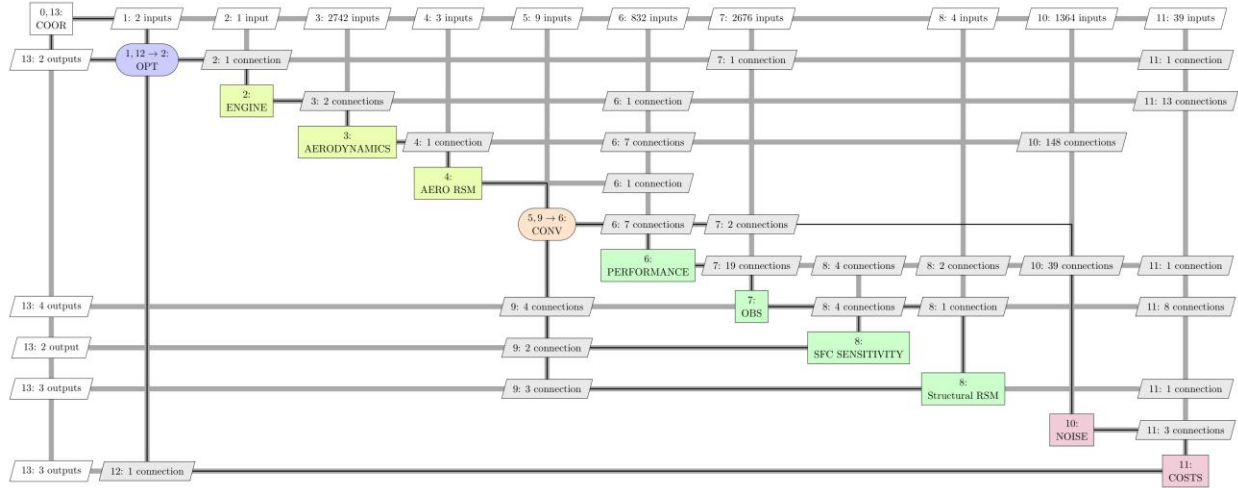 0, 13:
COOR
1: 2 inputs
2: 1 input
3: 2742 inputs
4: 3 inputs
5: 9 inputs
6: 832 inputs
7: 2676 inputs
8: 4 inputs
10: 1364 inputs
11: 39 inputs
13: 2 outputs
1, 12 → 2:
OPT
2: 1 connection
7: 1 connection
11: 1 connection
2:
ENGINE
3: 2 connections
6: 1 connection
11: 13 connections
3:
AERODYNAMICS
4: 1 connection
6: 7 connections
10: 148 connections
4:
AERO RSM
6: 1 connection
5, 9 → 6:
CONV
6: 7 connections
7: 2 connections
6:
PERFORMANCE
7: 19 connections
8: 4 connections
8: 2 connections
10: 39 connections
11: 1 connection
13: 4 outputs
9: 4 connections
7:
OBS
8: 4 connections
8: 1 connection
11: 8 connections
13: 2 output
9: 2 connection
8:
SFC SENSITIVITY
13: 3 outputs
9: 3 connection
8:
Structural RSM
11: 1 connection
10:
NOISE
11: 3 connections
13: 3 outputs
12: 1 connection
11:
COSTS